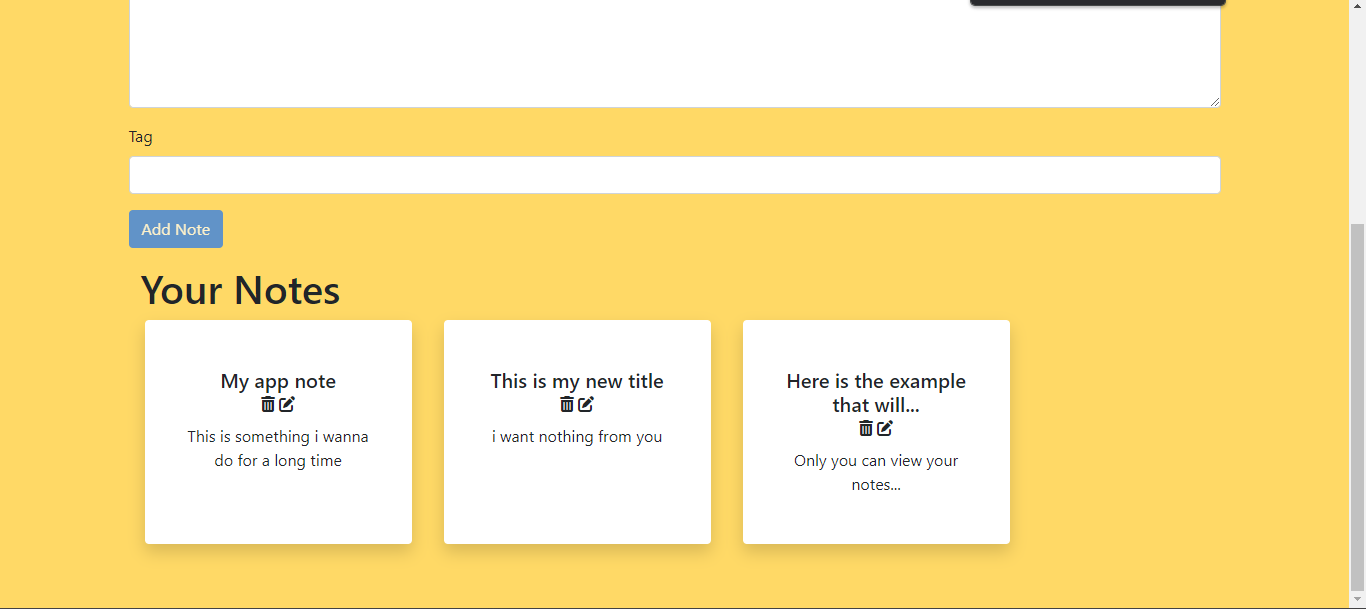 Tag
Add Note
Your Notes
My app note
This is something i wanna
do for a long time
This is my new title
i want nothing from you
Here is the example
that will...
Only you can view your
notes...